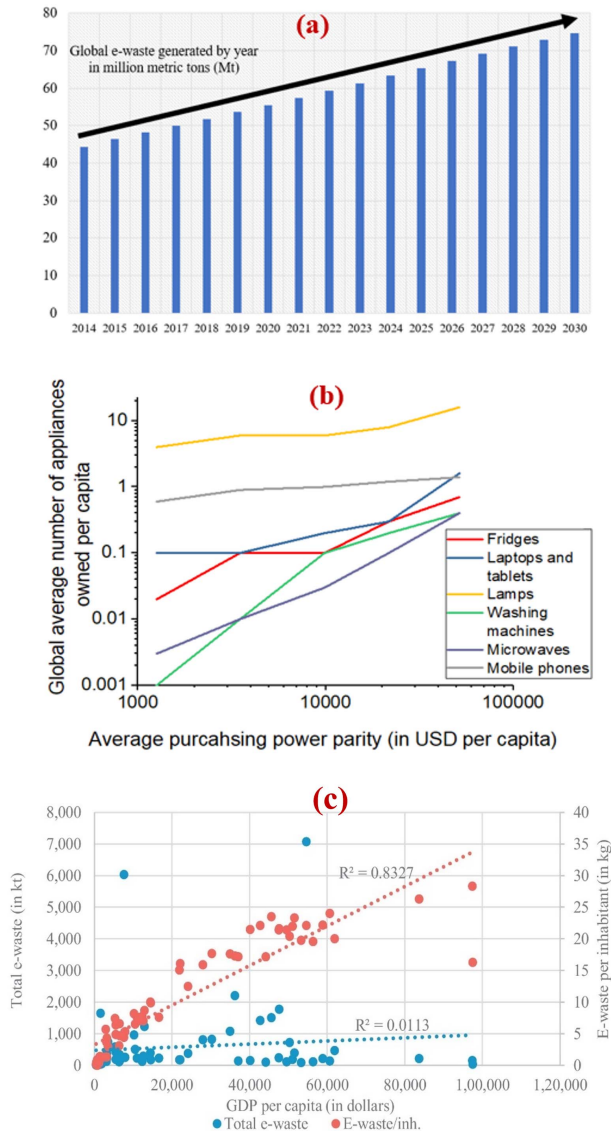 (a)
80
70
60
50
40
30
20
10
0
Global e-waste generated by year
in million metric tons (Mt)
2014 2015 2016 2017 2018 2019 2020 2021 2022 2023 2024 2025 2026 2027 2028 2029 2030
(b)
Global average number of appliances
owned per capita
10
1
0.1
0.01
0.001
Fridges
Laptops and
tablets
Lamps
Washing
machines
Microwaves
Mobile phones
1000 10000 100000
Average purcahsing power parity (in USD per capita)
(c)
Total e-waste (in kt)
8,000
7,000
6,000
5,000
4,000
3,000
2,000
1,000
0
R² = 0.8327
R² = 0.0113
40
35
30
25
20
15
10
5
0
E-waste per inhabitant (in kg)
0 20,000 40,000 60,000 80,000 1,00,000 1,20,000
GDP per capita (in dollars)
Total e-waste E-waste/inh.